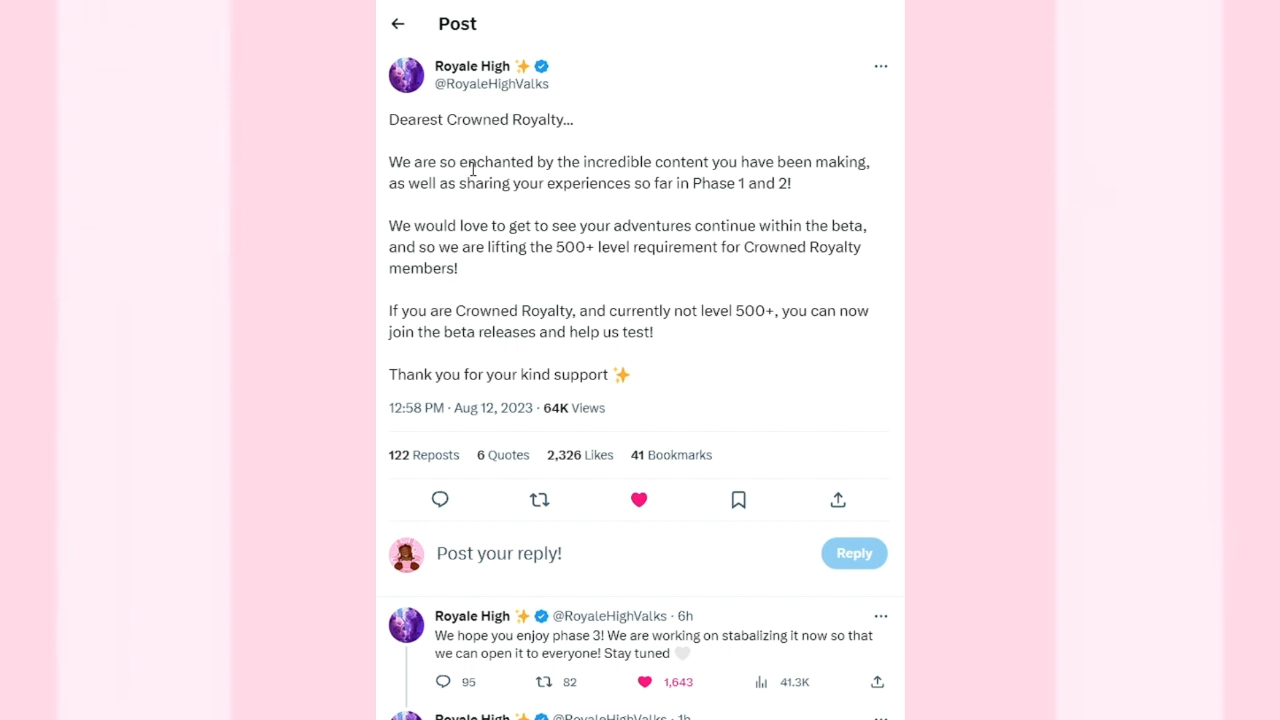 Post
Royale High ✨
@RoyaleHighValks
Dearest Crowned Royalty...
We are so enchanted by the incredible content you have been making,
as well as sharing your experiences so far in Phase 1 and 2!
We would love to get to see your adventures continue within the beta,
and so we are lifting the 500+ level requirement for Crowned Royalty
members!
If you are Crowned Royalty, and currently not level 500+, you can now
join the beta releases and help us test!
Thank you for your kind support ✨
12:58 PM · Aug 12, 2023 · 64K Views
122 Reposts 6 Quotes 2,326 Likes 41 Bookmarks
Post your reply!
Reply
Royale High ✨ @RoyaleHighValks · 6h
We hope you enjoy phase 3! We are working on stabalizing it now so that
we can open it to everyone! Stay tuned 🤍
95 82 1,643 41.3K
Royale High ✨ @RoyaleHighValks · 1h